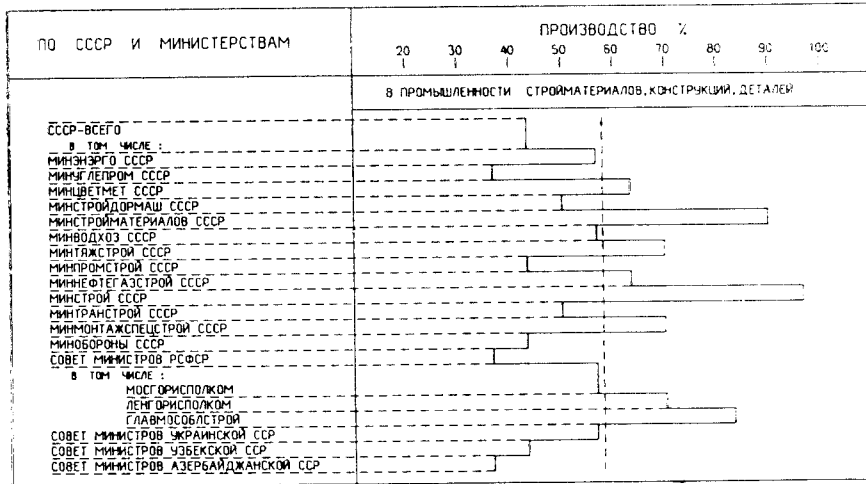 ПО СССР И МИНИСТЕРСТВАМ
ПРОИЗВОДСТВО %
20 30 40 50 60 70 80 90 100
В ПРОМЫШЛЕННОСТИ СТРОЙМАТЕРИАЛОВ, КОНСТРУКЦИЙ, ДЕТАЛЕЙ
СССР-ВСЕГО
В ТОМ ЧИСЛЕ :
МИНЭНЭРГО СССР
МИНУГЛЕПРОМ СССР
МИНЦВЕТМЕТ СССР
МИНСТРОЙДОРМАШ СССР
МИНСТРОЙМАТЕРИАЛОВ СССР
МИНВОДХОЗ СССР
МИНТЯЖСТРОЙ СССР
МИНПРОМСТРОЙ СССР
МИННЕФТЕГАЗСТРОЙ СССР
МИНСТРОЙ СССР
МИНТРАНСТРОЙ СССР
МИНМОНТАЖСПЕЦСТРОЙ СССР
МИНОБОРОНЫ СССР
СОВЕТ МИНИСТРОВ РСФСР
В ТОМ ЧИСЛЕ :
МОСГОРИСПОЛКОМ
ЛЕНГОРИСПОЛКОМ
ГЛАВМОСОБЛСТРОЙ
СОВЕТ МИНИСТРОВ УКРАИНСКОЙ ССР
СОВЕТ МИНИСТРОВ УЗБЕКСКОЙ ССР
СОВЕТ МИНИСТРОВ АЗЕРБАЙДЖАНСКОЙ ССР